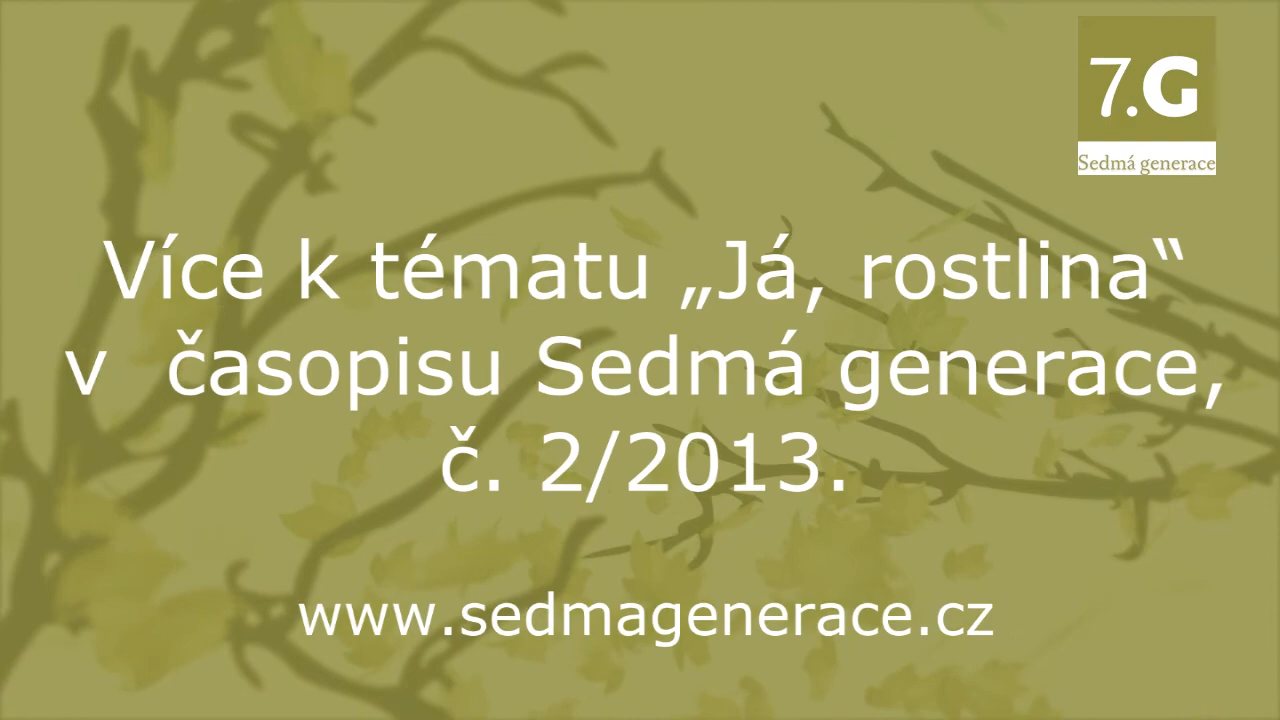 7.G
Sedmá generace
Více k tématu „Já, rostlina“
v časopisu Sedmá generace,
č. 2/2013.
www.sedmagenerace.cz